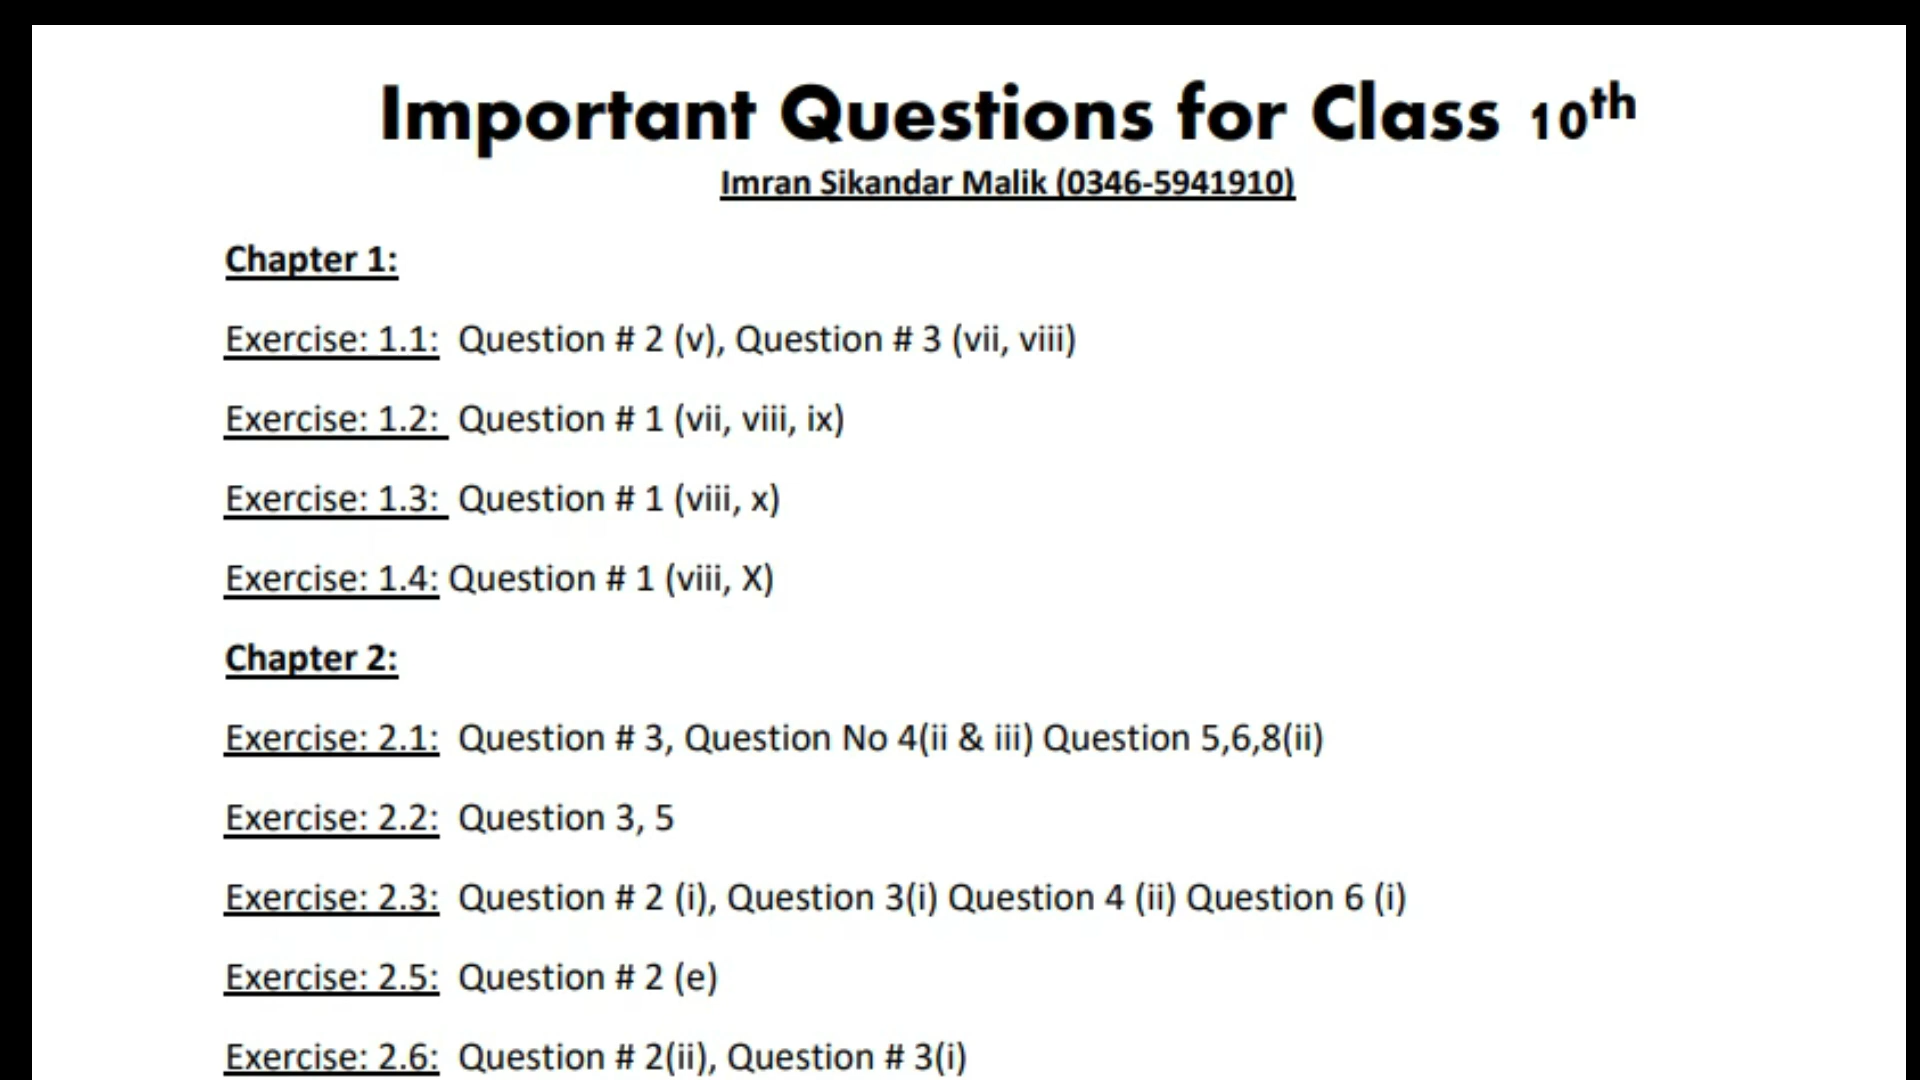 Important Questions for Class 10th
Imran Sikandar Malik (0346-5941910)
Chapter 1:
Exercise: 1.1: Question # 2 (v), Question # 3 (vii, viii)
Exercise: 1.2: Question # 1 (vii, viii, ix)
Exercise: 1.3: Question # 1 (viii, x)
Exercise: 1.4: Question # 1 (viii, X)
Chapter 2:
Exercise: 2.1: Question # 3, Question No 4(ii & iii) Question 5,6,8(ii)
Exercise: 2.2: Question 3, 5
Exercise: 2.3: Question # 2 (i), Question 3(i) Question 4 (ii) Question 6 (i)
Exercise: 2.5: Question # 2 (e)
Exercise: 2.6: Question # 2(ii), Question # 3(i)